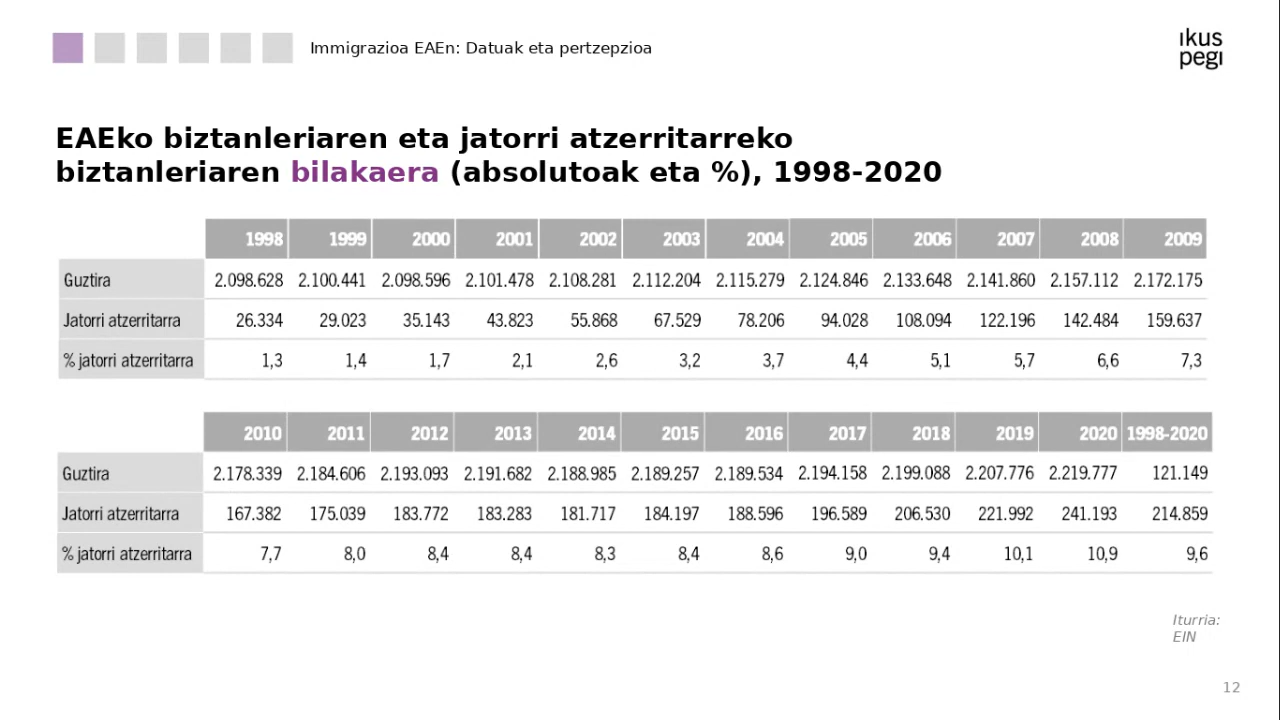 Immigrazioa EAEn: Datuak eta pertzepzioa
ikus
pegi
EAEko biztanleriaren eta jatorri atzerritarreko
biztanleriaren bilakaera (absolutoak eta %), 1998-2020
1998 1999 2000 2001 2002 2003 2004 2005 2006 2007 2008 2009
Guztira 2.098.628 2.100.441 2.098.596 2.101.478 2.108.281 2.112.204 2.115.279 2.124.846 2.133.648 2.141.860 2.157.112 2.172.175
Jatorri atzerritarra 26.334 29.023 35.143 43.823 55.868 67.529 78.206 94.028 108.094 122.196 142.484 159.637
% jatorri atzerritarra 1,3 1,4 1,7 2,1 2,6 3,2 3,7 4,4 5,1 5,7 6,6 7,3
2010 2011 2012 2013 2014 2015 2016 2017 2018 2019 2020 1998-2020
Guztira 2.178.339 2.184.606 2.193.093 2.191.682 2.188.985 2.189.257 2.189.534 2.194.158 2.199.088 2.207.776 2.219.777 121.149
Jatorri atzerritarra 167.382 175.039 183.772 183.283 181.717 184.197 188.596 196.589 206.530 221.992 241.193 214.859
% jatorri atzerritarra 7,7 8,0 8,4 8,4 8,3 8,4 8,6 9,0 9,4 10,1 10,9 9,6
Iturria:
EIN
12